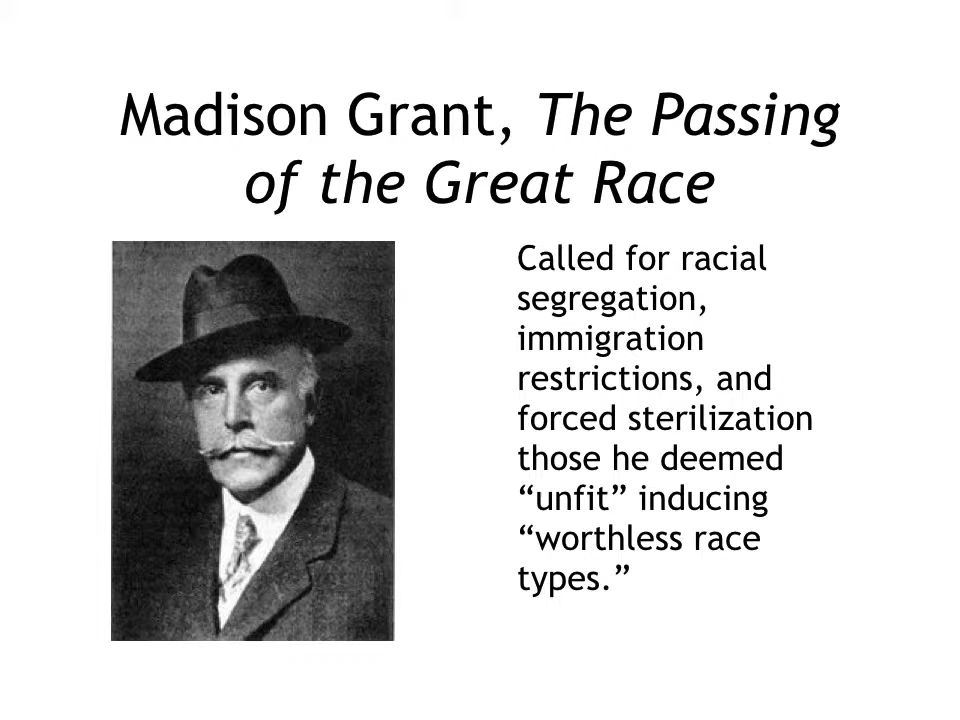 Madison Grant, The Passing
of the Great Race
Called for racial
segregation,
immigration
restrictions, and
forced sterilization
those he deemed
“unfit” inducing
“worthless race
types.”